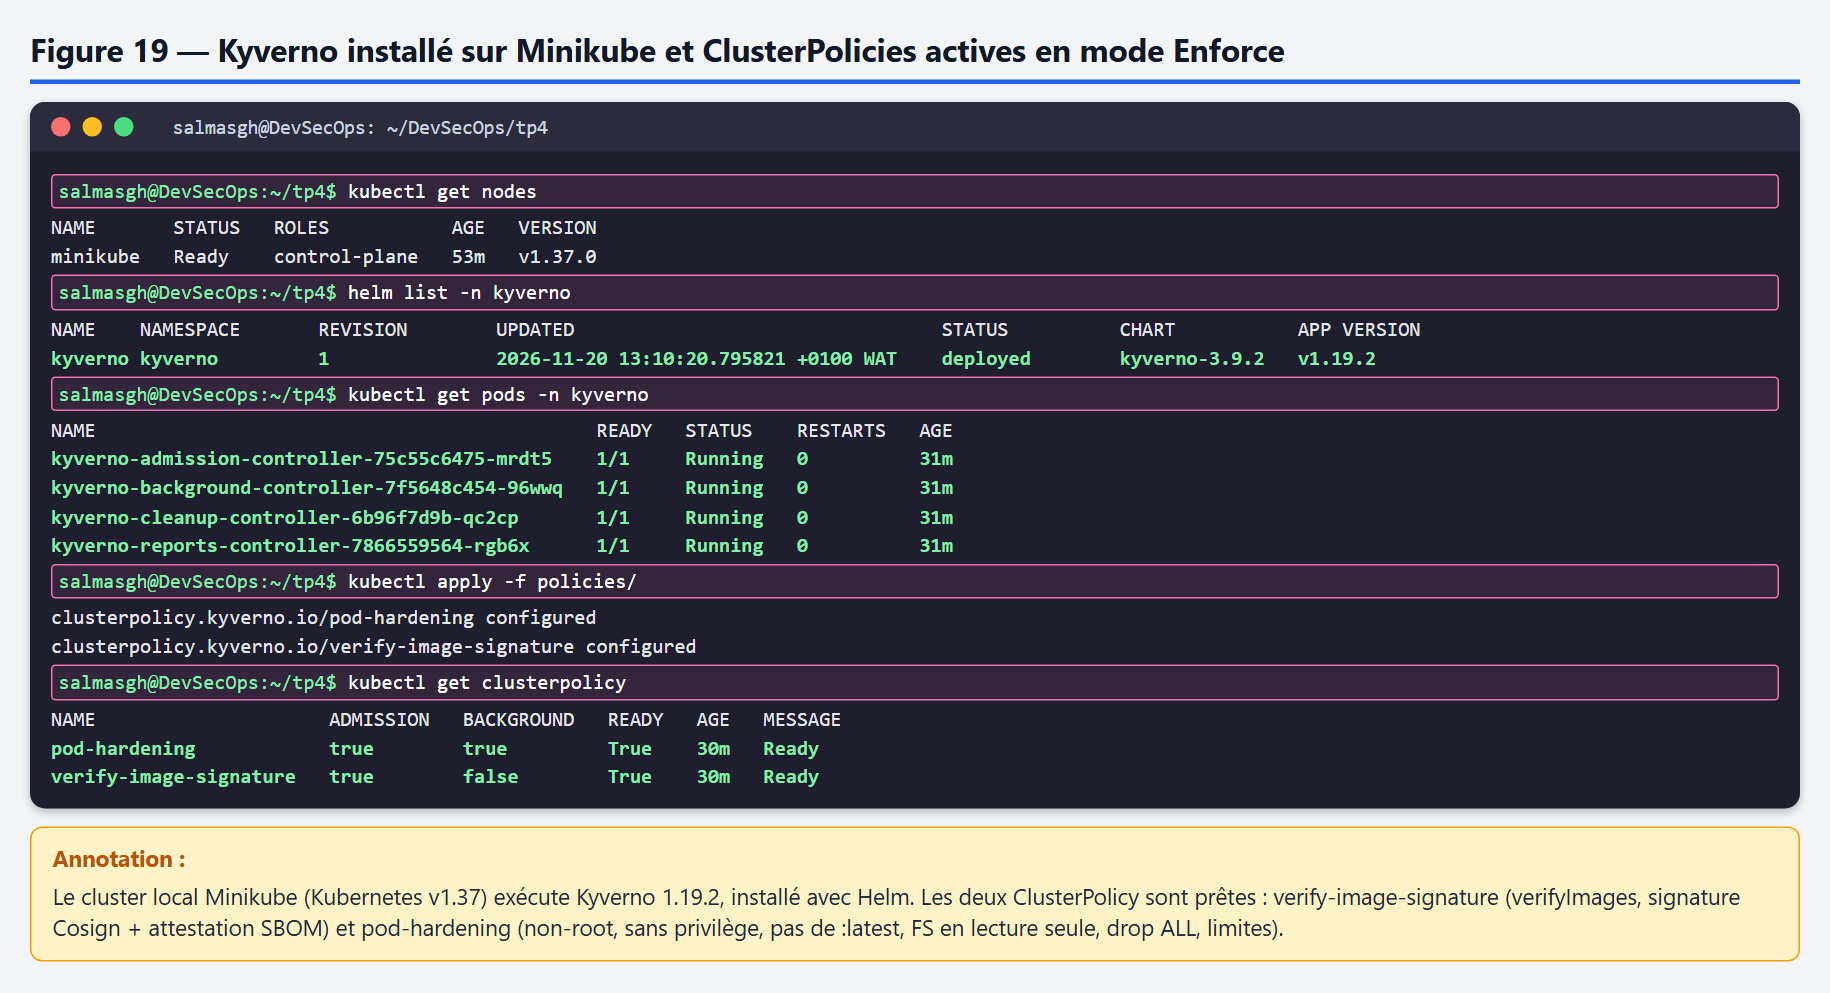 Figure 19 — Kyverno installé sur Minikube et ClusterPolicies actives en mode Enforce
salmasgh@DevSecOps: ~/DevSecOps/tp4
salmasgh@DevSecOps:~/tp4$ kubectl get nodes
NAME STATUS ROLES AGE VERSION
minikube Ready control-plane 53m v1.37.0
salmasgh@DevSecOps:~/tp4$ helm list -n kyverno
NAME NAMESPACE REVISION UPDATED STATUS CHART APP VERSION
kyverno kyverno 1 2026-11-20 13:10:20.795821 +0100 WAT deployed kyverno-3.9.2 v1.19.2
salmasgh@DevSecOps:~/tp4$ kubectl get pods -n kyverno
NAME READY STATUS RESTARTS AGE
kyverno-admission-controller-75c55c6475-mrdt5 1/1 Running 0 31m
kyverno-background-controller-7f5648c454-96wwq 1/1 Running 0 31m
kyverno-cleanup-controller-6b96f7d9b-qc2cp 1/1 Running 0 31m
kyverno-reports-controller-7866559564-rgb6x 1/1 Running 0 31m
salmasgh@DevSecOps:~/tp4$ kubectl apply -f policies/
clusterpolicy.kyverno.io/pod-hardening configured
clusterpolicy.kyverno.io/verify-image-signature configured
salmasgh@DevSecOps:~/tp4$ kubectl get clusterpolicy
NAME ADMISSION BACKGROUND READY AGE MESSAGE
pod-hardening true true True 30m Ready
verify-image-signature true false True 30m Ready
Annotation :
Le cluster local Minikube (Kubernetes v1.37) exécute Kyverno 1.19.2, installé avec Helm. Les deux ClusterPolicy sont prêtes : verify-image-signature (verifyImages, signature
Cosign + attestation SBOM) et pod-hardening (non-root, sans privilège, pas de :latest, FS en lecture seule, drop ALL, limites).